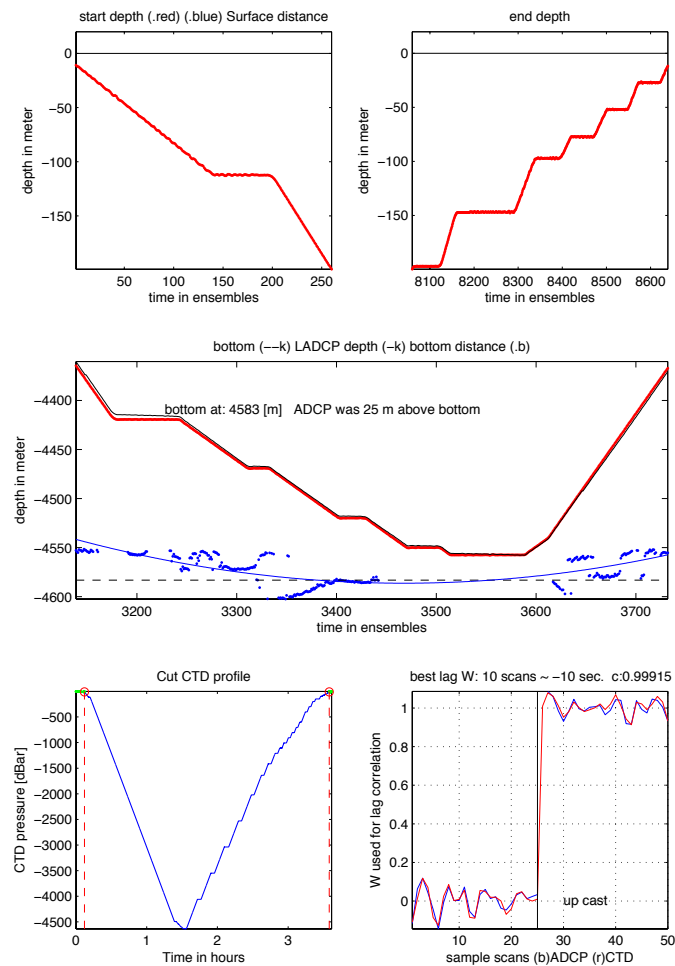 start depth (.red) (.blue) Surface distance
end depth
0
−50
−100
−150
depth in meter
50 100 150 200 250
time in ensembles
0
−50
−100
−150
depth in meter
8100 8200 8300 8400 8500 8600
time in ensembles
bottom (−−k) LADCP depth (−k) bottom distance (.b)
−4400
−4450
−4500
−4550
−4600
depth in meter
bottom at: 4583 [m] ADCP was 25 m above bottom
3200 3300 3400 3500 3600 3700
time in ensembles
Cut CTD profile
−500
−1000
−1500
−2000
−2500
−3000
−3500
−4000
−4500
CTD pressure [dBar]
0 1 2 3
Time in hours
best lag W: 10 scans ~ −10 sec. c:0.99915
1
0.8
0.6
0.4
0.2
0
W used for lag correlation
up cast
10 20 30 40 50
sample scans (b)ADCP (r)CTD